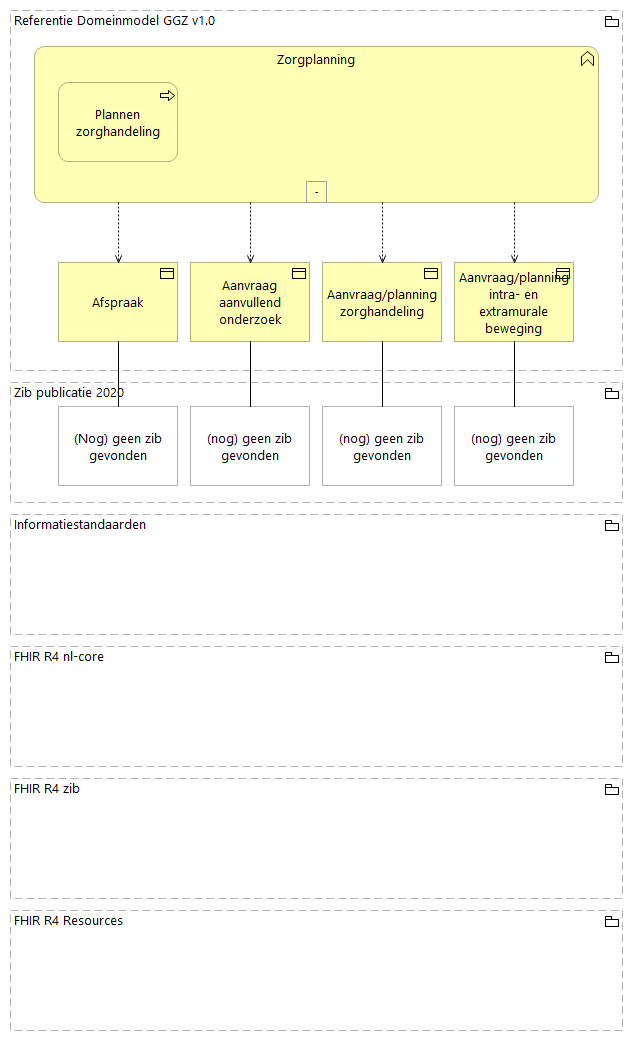 Referentie Domeinmodel GGZ v1.0
Zorgplanning
Plannen
zorghandeling
-
Afspraak
Aanvraag
aanvullend
onderzoek
Aanvraag/planning
zorghandeling
Aanvraag/planning
intra- en
extramurale
beweging
Zib publicatie 2020
(Nog) geen zib
gevonden
(nog) geen zib
gevonden
(nog) geen zib
gevonden
(nog) geen zib
gevonden
Informatiestandaarden
FHIR R4 nl-core
FHIR R4 zib
FHIR R4 Resources